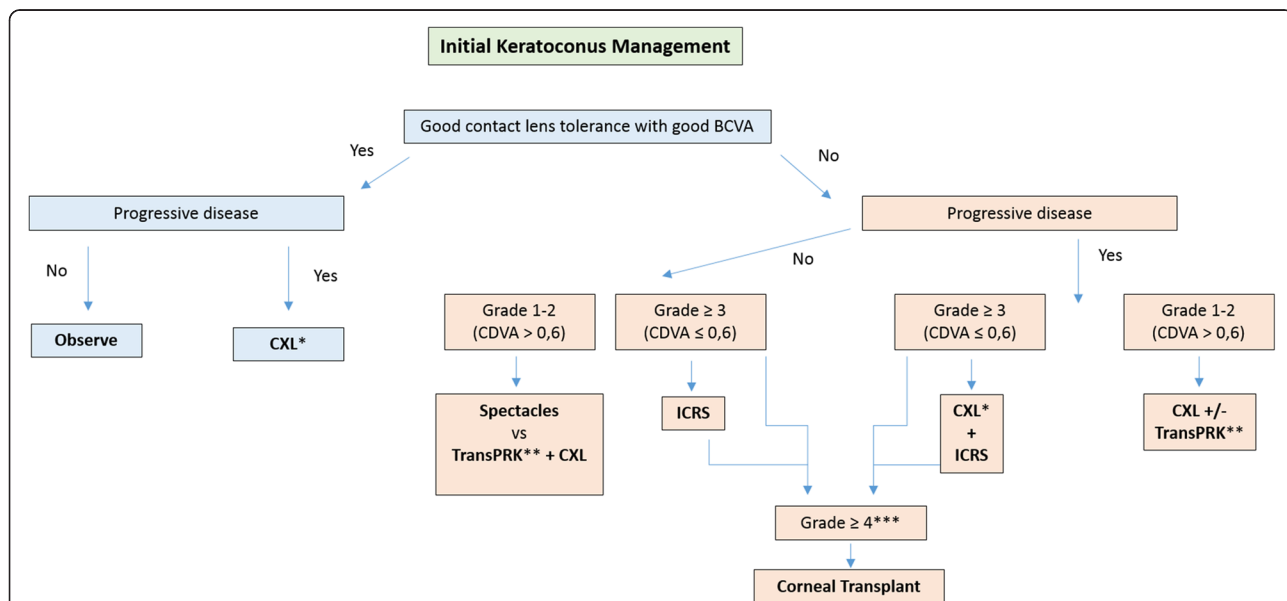 Initial Keratoconus Management
Good contact lens tolerance with good BCVA
Yes
No
Progressive disease
Progressive disease
No
Yes
No
Yes
Observe
CXL*
Grade 1-2
(CDVA > 0,6)
Grade ≥ 3
(CDVA ≤ 0,6)
Grade ≥ 3
(CDVA ≤ 0,6)
Grade 1-2
(CDVA > 0,6)
Spectacles
vs
TransPRK** + CXL
ICRS
CXL*
+
ICRS
CXL +/-
TransPRK**
Grade ≥ 4***
Corneal Transplant